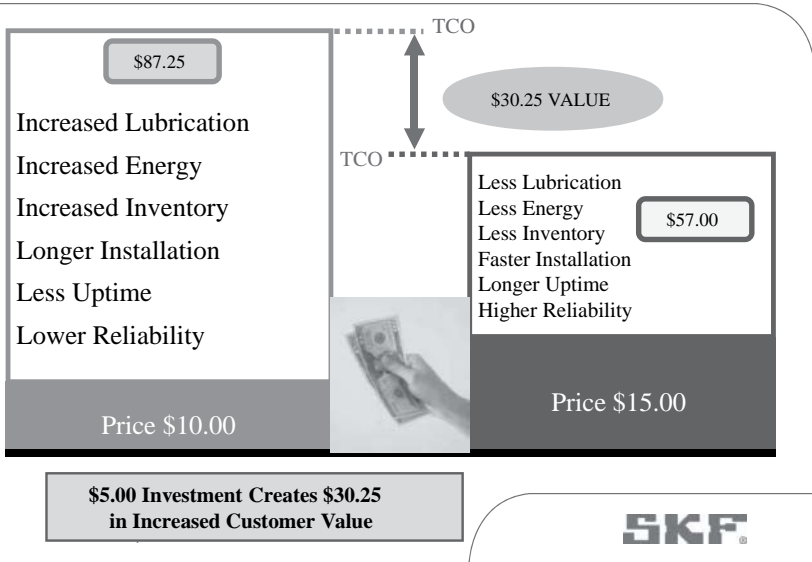 TCO
$87.25
$30.25 VALUE
Increased Lubrication
Increased Energy
Increased Inventory
Longer Installation
Less Uptime
Lower Reliability
Price $10.00
TCO
Less Lubrication
Less Energy
Less Inventory
Faster Installation
Longer Uptime
Higher Reliability
$57.00
Price $15.00
$5.00 Investment Creates $30.25
in Increased Customer Value
SKF®